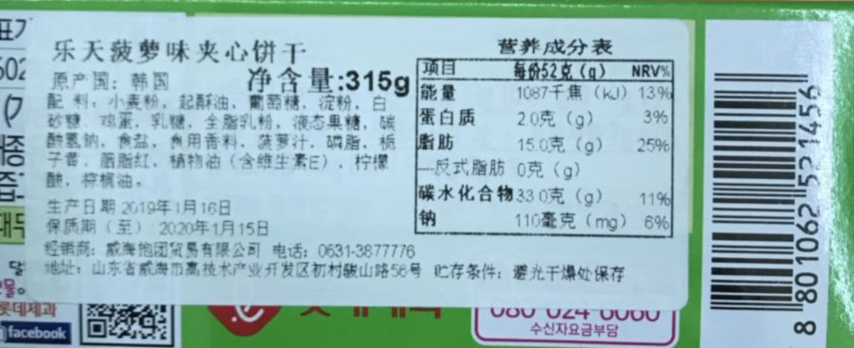 乐天菠萝味夹心饼干
原产国：韩国 净含量:315g
配 料：小麦粉，起酥油，葡萄糖，淀粉，白
砂糖，鸡蛋，乳糖，全脂乳粉，液态果糖，碳
酸氢钠，食盐，食用香料，菠萝汁，磷脂，栀
子黄，胭脂红，植物油（含维生素E），柠檬
酸，棕榈油。
生产日期 2019年1月16日
保质期（至） 2020年1月15日
经销商：威海抱团贸易有限公司 电话：0631-3877776
地址：山东省威海市高技术产业开发区初村骏山路56号 贮存条件：避光干燥处保存
营养成分表
项目 每份52克（g） NRV%
能量 1087千焦（kJ） 13%
蛋白质 2.0克（g） 3%
脂肪 15.0克（g） 25%
—反式脂肪 0克（g）
碳水化合物 33.0克（g） 11%
钠 110毫克（mg） 6%
8 801062 521456
롯데제과
facebook
080-024-6060
수신자요금부담